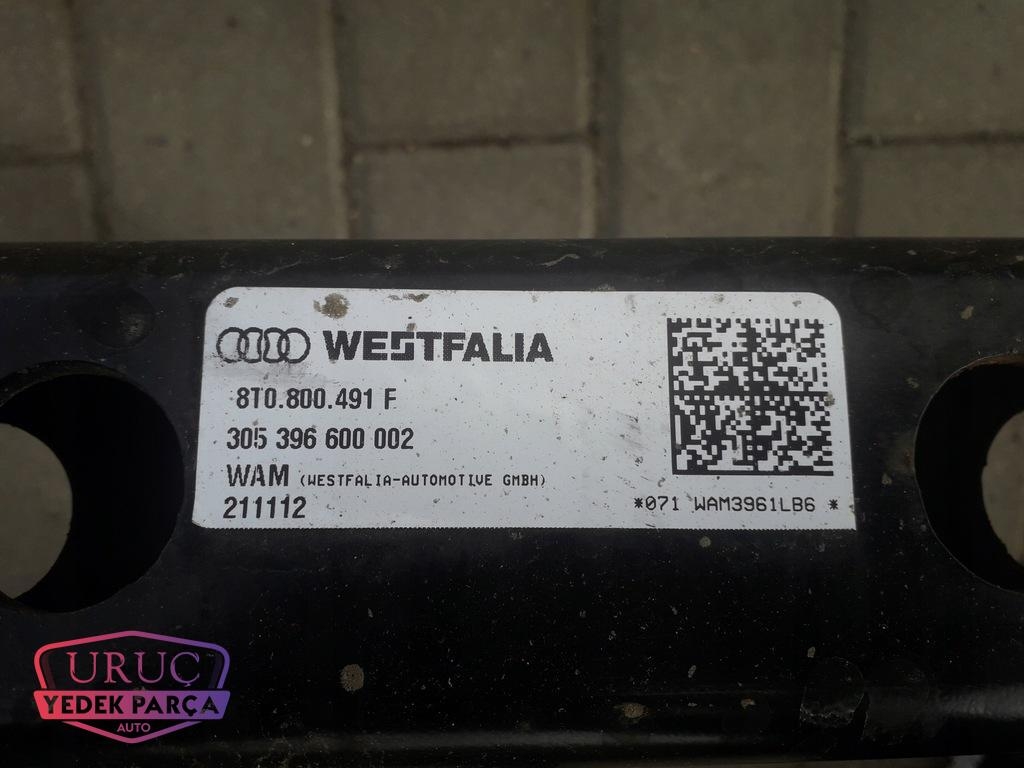 WESTFALIA
8T0.800.491 F
305 396 600 002
WAM (WESTFALIA-AUTOMOTIVE GMBH)
211112
*071 WAM3961LB6 *
URUÇ
YEDEK PARÇA
AUTO